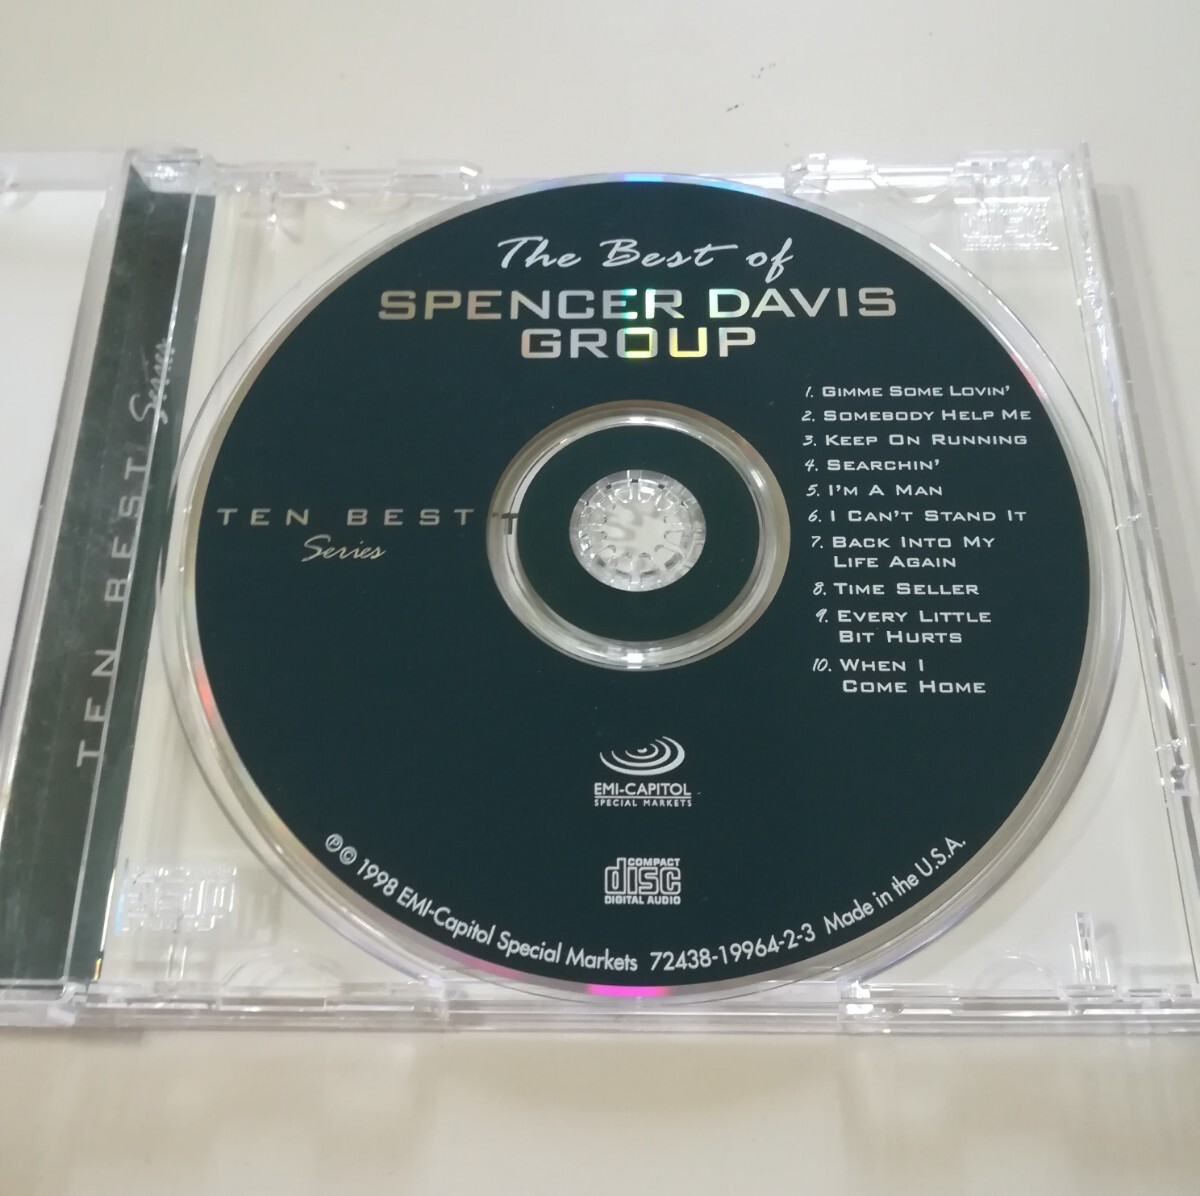 The Best of
SPENCER DAVIS
GROUP
1. GIMME SOME LOVIN'
2. SOMEBODY HELP ME
3. KEEP ON RUNNING
4. SEARCHIN'
5. I'M A MAN
6. I CAN'T STAND IT
7. BACK INTO MY
LIFE AGAIN
8. TIME SELLER
9. EVERY LITTLE
BIT HURTS
10. WHEN I
COME HOME
TEN BEST
Series
TEN BEST Series
EMI-CAPITOL
SPECIAL MARKETS
COMPACT
disc
DIGITAL AUDIO
℗© 1998 EMI-Capitol Special Markets 72438-19964-2-3 Made in the U.S.A.